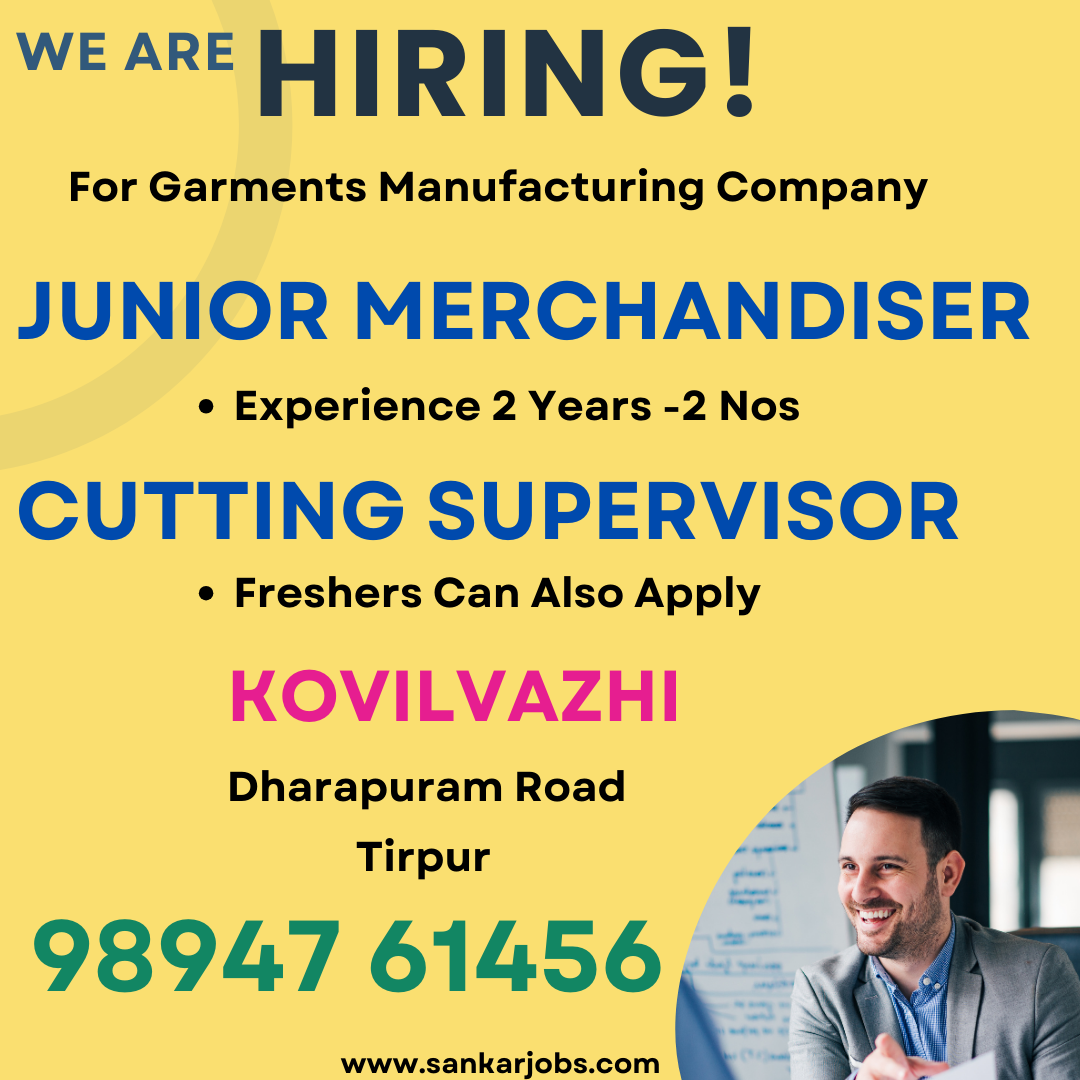 WE ARE HIRING!
For Garments Manufacturing Company
JUNIOR MERCHANDISER
• Experience 2 Years -2 Nos
CUTTING SUPERVISOR
• Freshers Can Also Apply
KOVILVAZHI
Dharapuram Road
Tirpur
98947 61456
www.sankarjobs.com